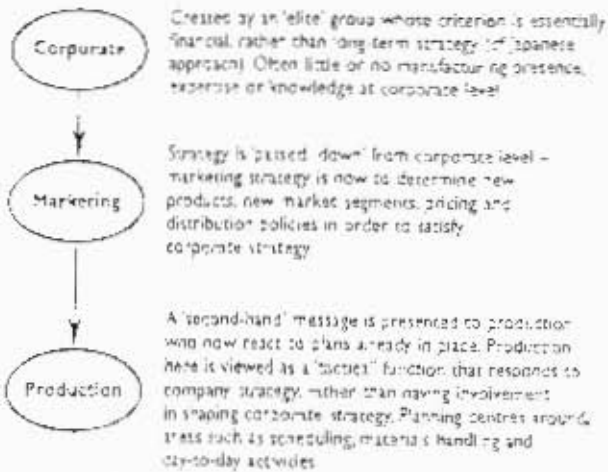 Corporate
Created by an 'elite' group whose criterion is essentially
financial, rather than long-term strategy (cf Japanese
approach). Often little or no manufacturing presence,
expertise or knowledge at corporate level
Marketing
Strategy is 'passed down' from corporate level –
marketing strategy is now to determine new
products, new market segments, pricing and
distribution policies in order to satisfy
corporate strategy
Production
A 'second-hand' message is presented to production
who now react to plans already in place. Production
here is viewed as a 'tactical' function that responds to
company strategy, rather than having involvement
in shaping corporate strategy. Planning centres around
areas such as scheduling, materials handling and
day-to-day activities